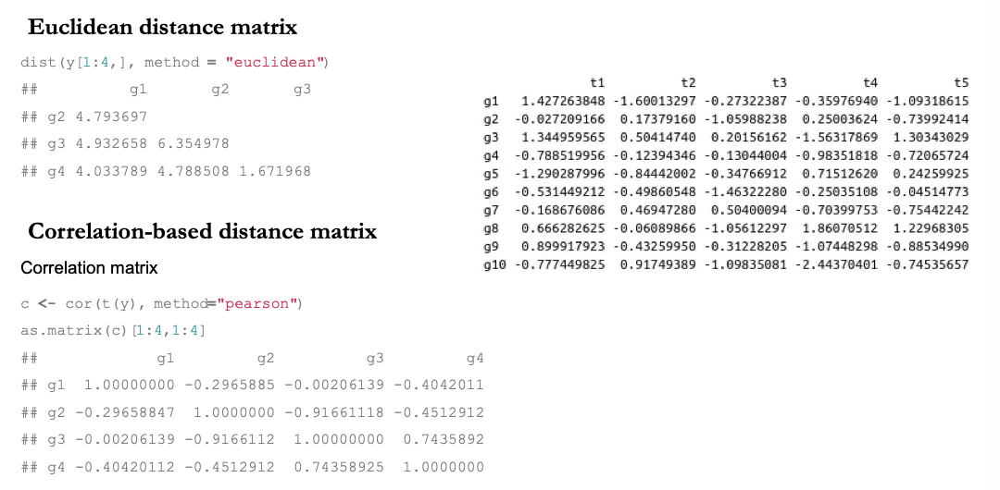 Euclidean distance matrix
dist(y[1:4,], method = "euclidean")
## g1 g2 g3
## g2 4.793697
## g3 4.932658 6.354978
## g4 4.033789 4.788508 1.671968
Correlation-based distance matrix
Correlation matrix
c <- cor(t(y), method="pearson")
as.matrix(c)[1:4,1:4]
## g1 g2 g3 g4
## g1 1.00000000 -0.2965885 -0.00206139 -0.4042011
## g2 -0.29658847 1.0000000 -0.91661118 -0.4512912
## g3 -0.00206139 -0.9166112 1.00000000 0.7435892
## g4 -0.40420112 -0.4512912 0.74358925 1.0000000
t1 t2 t3 t4 t5
g1 1.427263848 -1.60013297 -0.27322387 -0.35976940 -1.09318615
g2 -0.027209166 0.17379160 -1.05988238 0.25003624 -0.73992414
g3 1.344959565 0.50414740 0.20156162 -1.56317869 1.30343029
g4 -0.788519956 -0.12394346 -0.13044004 -0.98351818 -0.72065724
g5 -1.290287996 -0.84442002 -0.34766912 0.71512620 0.24259925
g6 -0.531449212 -0.49860548 -1.46322280 -0.25035108 -0.04514773
g7 -0.168676086 0.46947280 0.50400094 -0.70399753 -0.75442242
g8 0.666282625 -0.06089866 -1.05612297 1.86070512 1.22968305
g9 0.899917923 -0.43259950 -0.31228205 -1.07448298 -0.88534990
g10 -0.777449825 0.91749389 -1.09835081 -2.44370401 -0.74535657